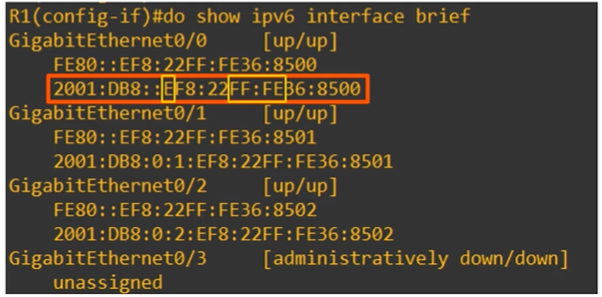 R1(config-if)#do show ipv6 interface brief
GigabitEthernet0/0 [up/up]
FE80::EF8:22FF:FE36:8500
2001:DB8::EF8:22FF:FE36:8500
GigabitEthernet0/1 [up/up]
FE80::EF8:22FF:FE36:8501
2001:DB8:0:1:EF8:22FF:FE36:8501
GigabitEthernet0/2 [up/up]
FE80::EF8:22FF:FE36:8502
2001:DB8:0:2:EF8:22FF:FE36:8502
GigabitEthernet0/3 [administratively down/down]
unassigned